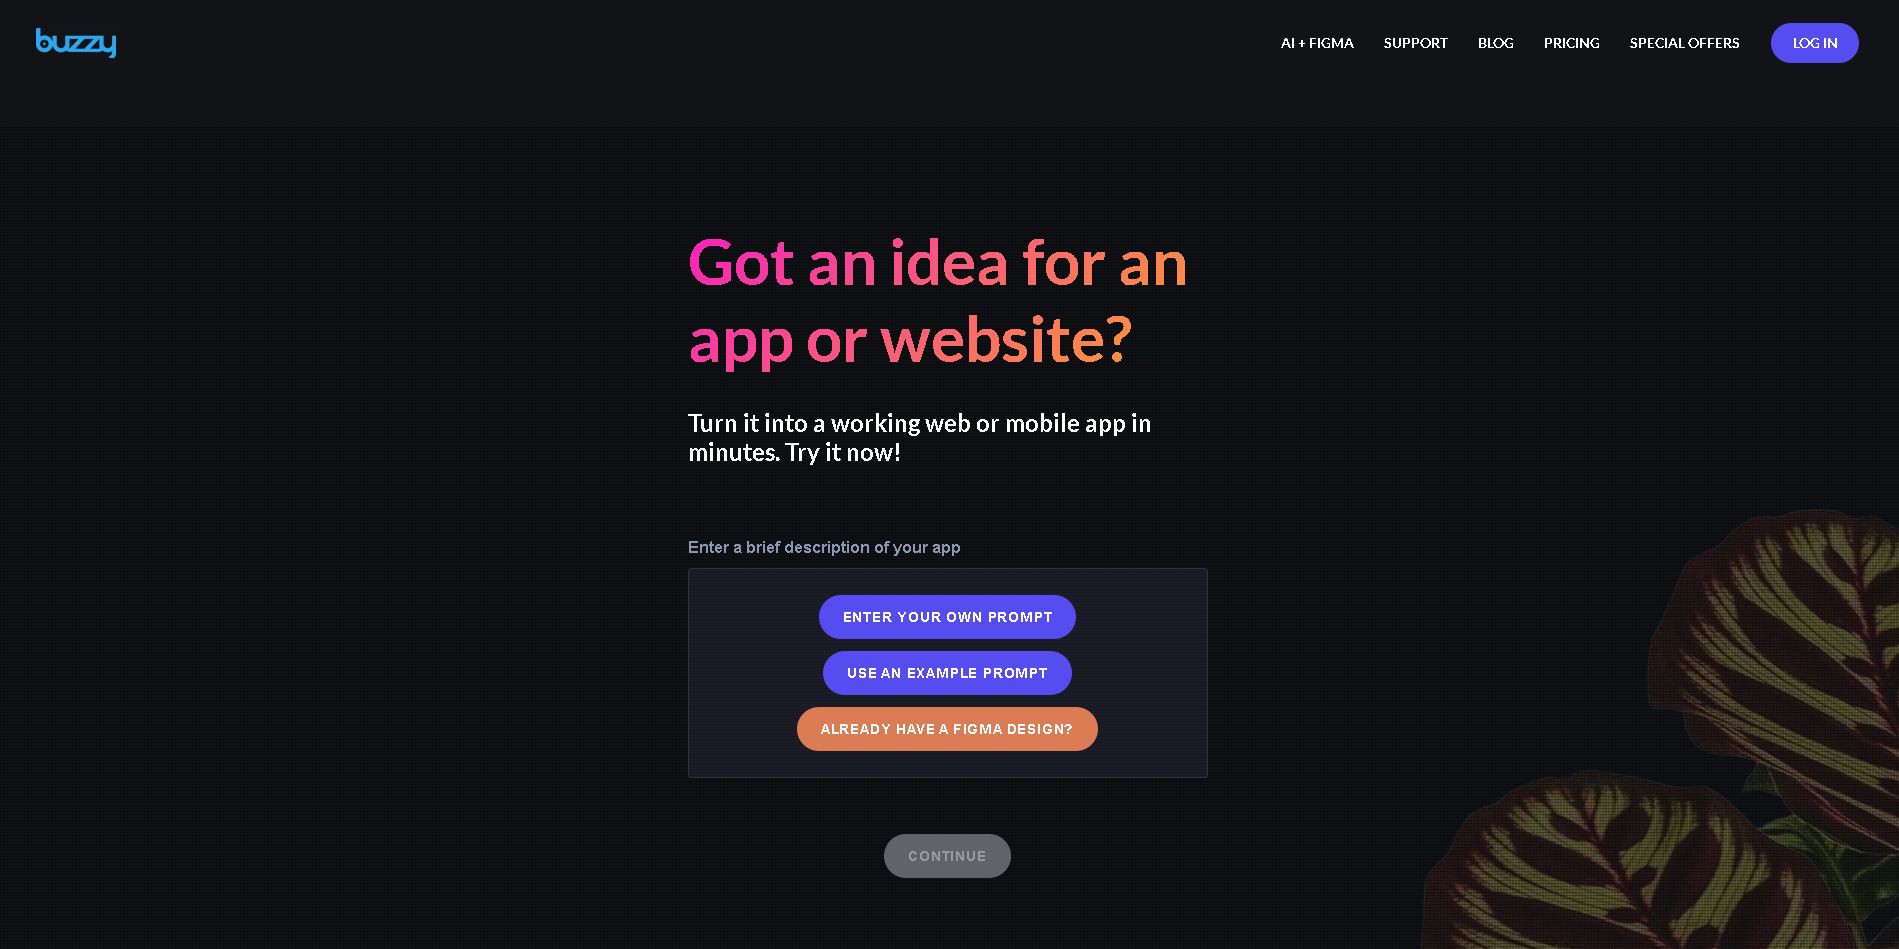 buzzy
AI + FIGMA
SUPPORT
BLOG
PRICING
SPECIAL OFFERS
LOG IN
Got an idea for an
app or website?
Turn it into a working web or mobile app in
minutes. Try it now!
Enter a brief description of your app
ENTER YOUR OWN PROMPT
USE AN EXAMPLE PROMPT
ALREADY HAVE A FIGMA DESIGN?
CONTINUE